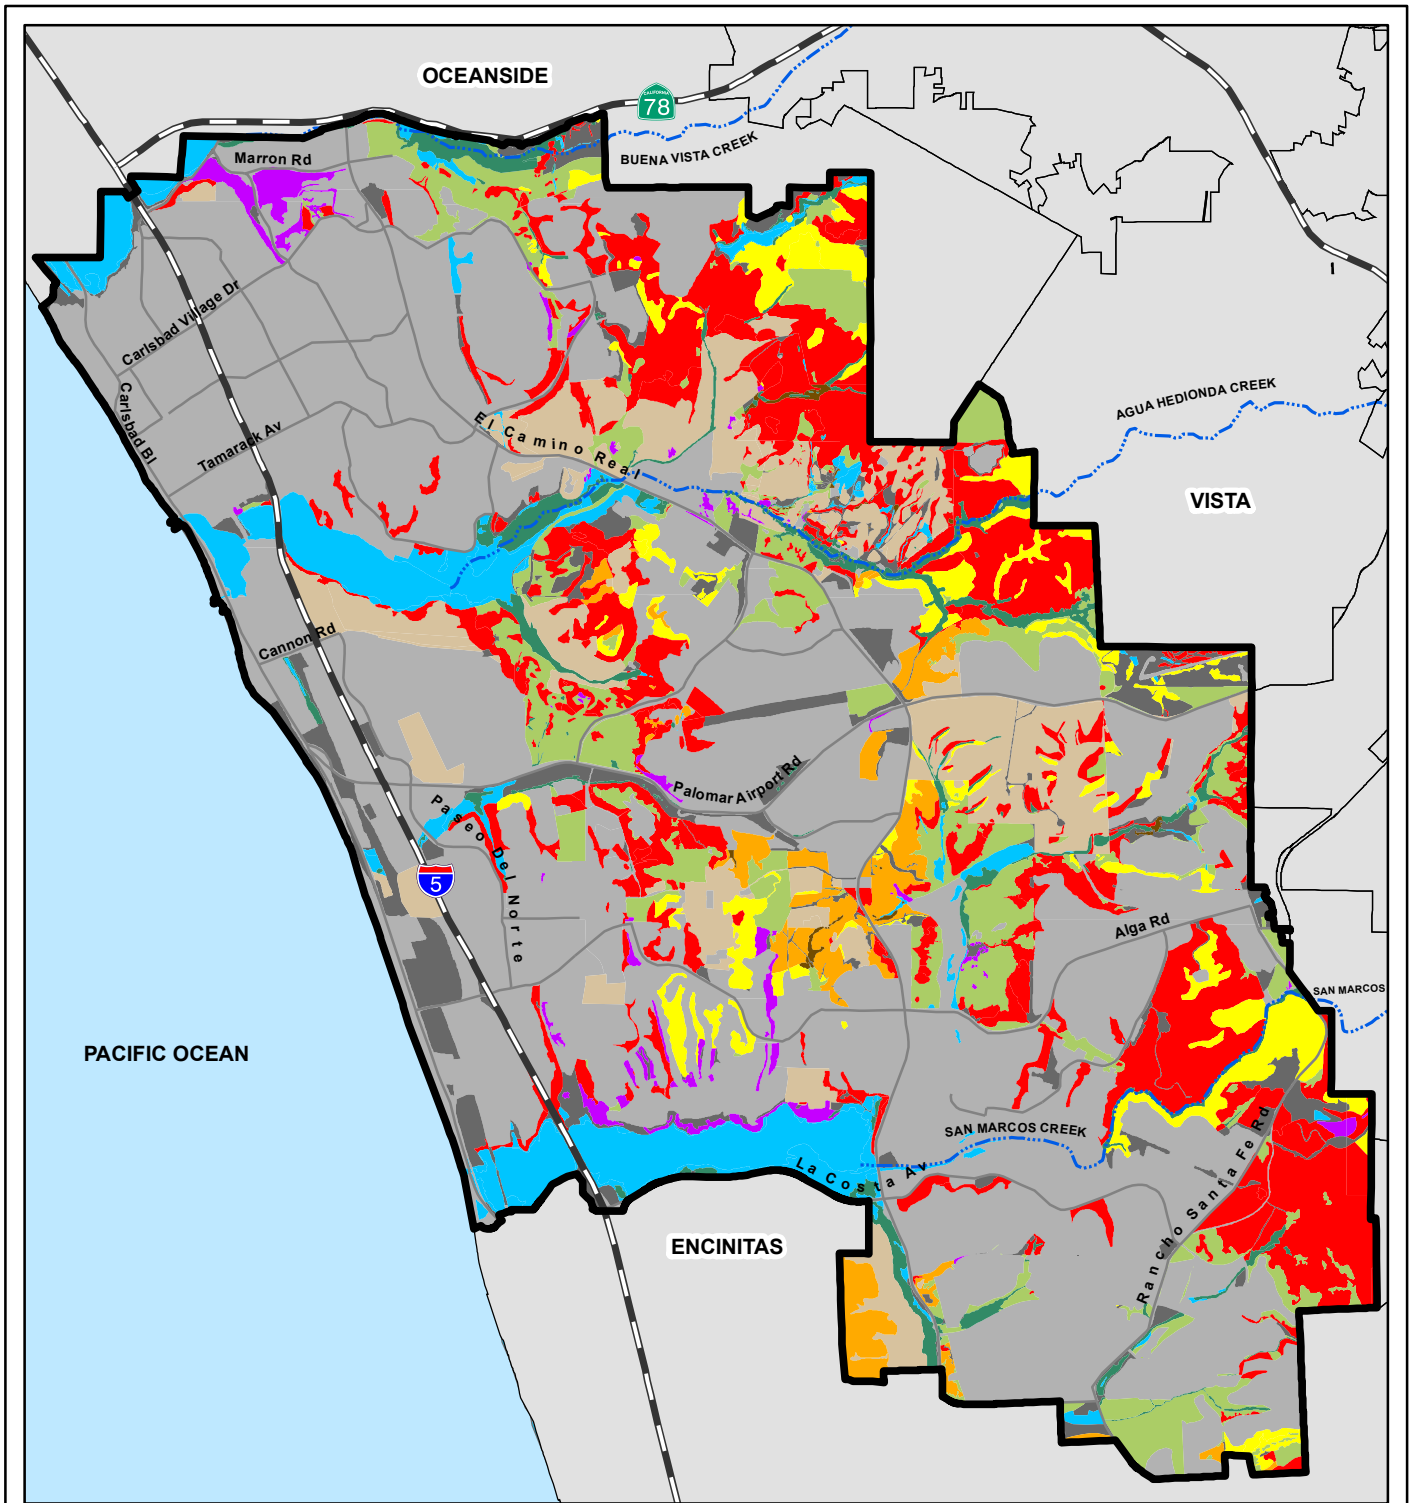 OCEANSIDE
CALIFORNIA
78
BUENA VISTA CREEK
Marron Rd
Carlsbad Village Dr
Carlsbad Bl
Tamarack Av
El Camino Real
AGUA HEDIONDA CREEK
VISTA
Cannon Rd
Palomar Airport Rd
Paseo Del Norte
5
Alga Rd
SAN MARCOS
PACIFIC OCEAN
SAN MARCOS CREEK
La Costa Av
Rancho Santa Fe Rd
ENCINITAS